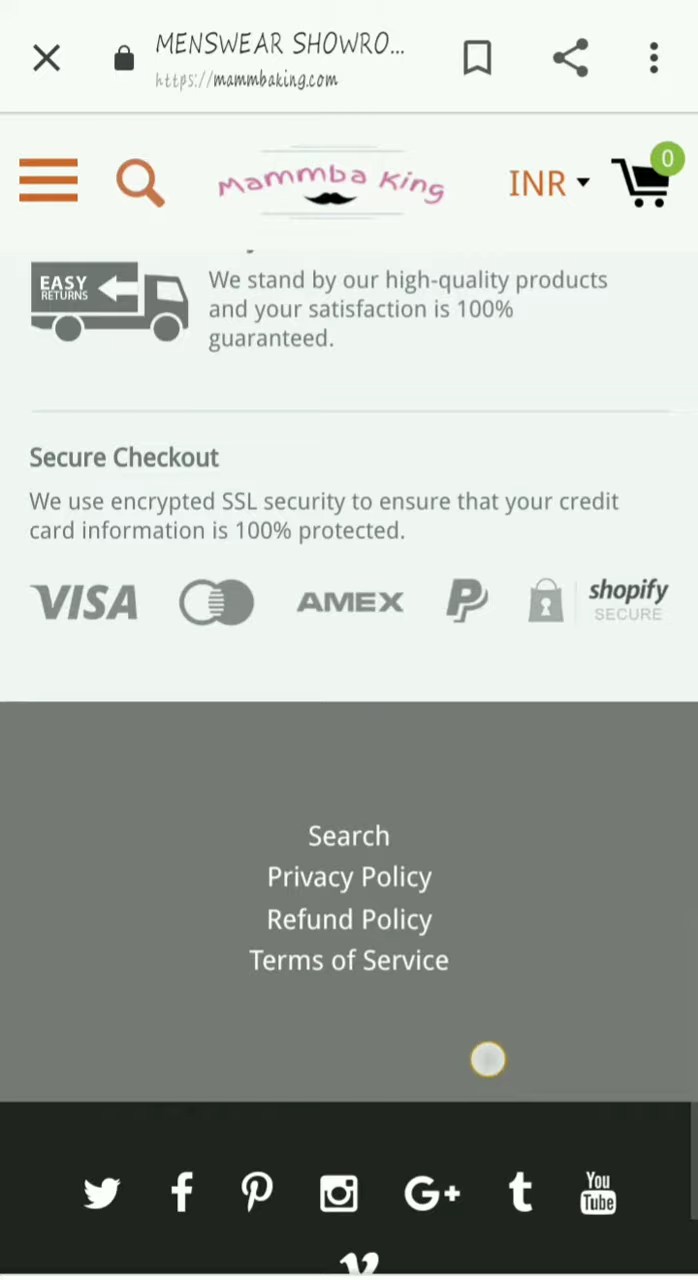 MENSWEAR SHOWRO...
https://mammbaking.com
Mammba King
INR
0
EASY
RETURNS
We stand by our high-quality products
and your satisfaction is 100%
guaranteed.
Secure Checkout
We use encrypted SSL security to ensure that your credit
card information is 100% protected.
VISA
AMEX
shopify
SECURE
Search
Privacy Policy
Refund Policy
Terms of Service
You
Tube